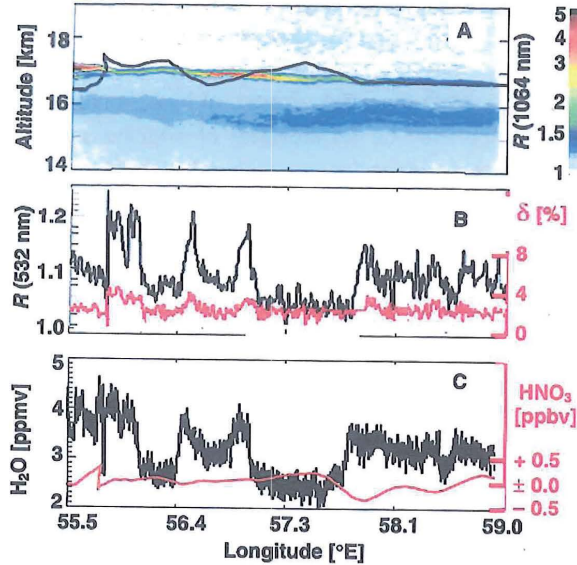 A
Altitude [km]
18
16
14
R (1064 nm)
5
4
3
2
1.5
1
B
R (532 nm)
1.2
1.1
1.0
δ [%]
8
4
0
C
H₂O [ppmv]
5
4
3
2
HNO₃
[ppbv]
+ 0.5
± 0.0
− 0.5
55.5 56.4 57.3 58.1 59.0
Longitude [°E]